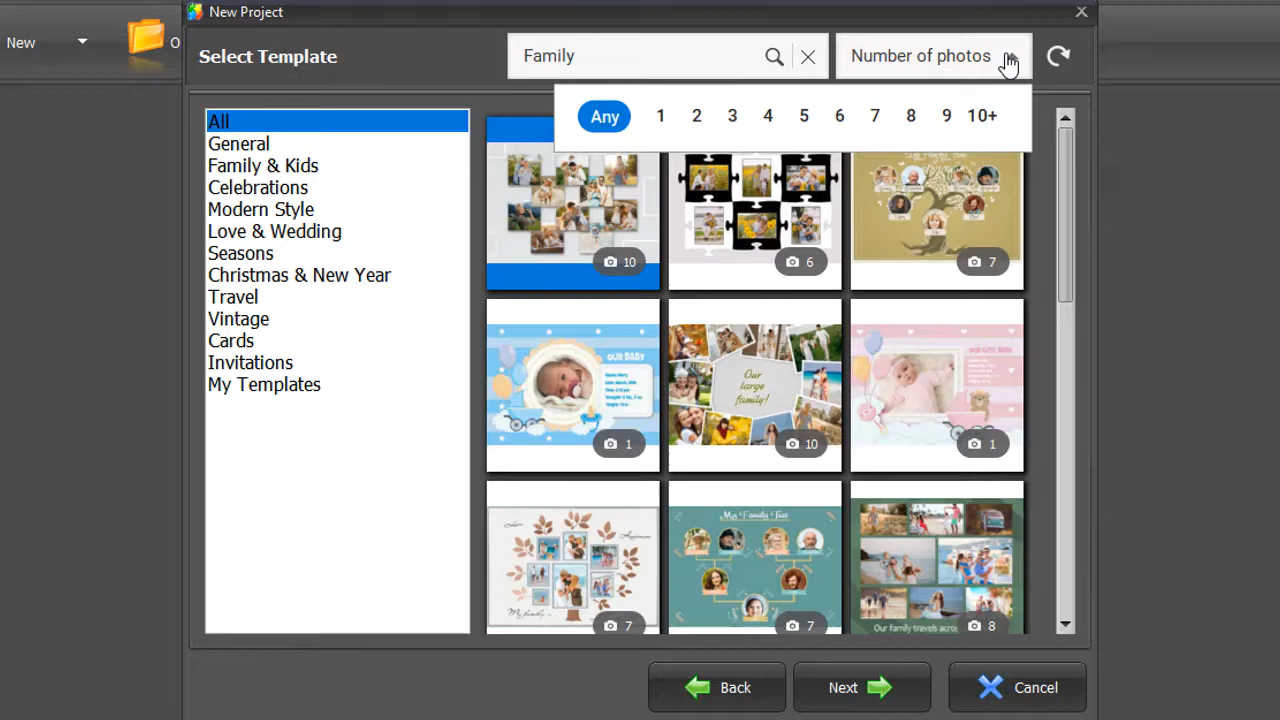 New Project
New
O
Select Template
Family
Number of photos
Any 1 2 3 4 5 6 7 8 9 10+
All
General
Family & Kids
Celebrations
Modern Style
Love & Wedding
Seasons
Christmas & New Year
Travel
Vintage
Cards
Invitations
My Templates
10
6
7
OUR BABY
1
Our
large
family!
10
1
7
My Family Tree
7
Our family travels across
8
Back
Next
Cancel